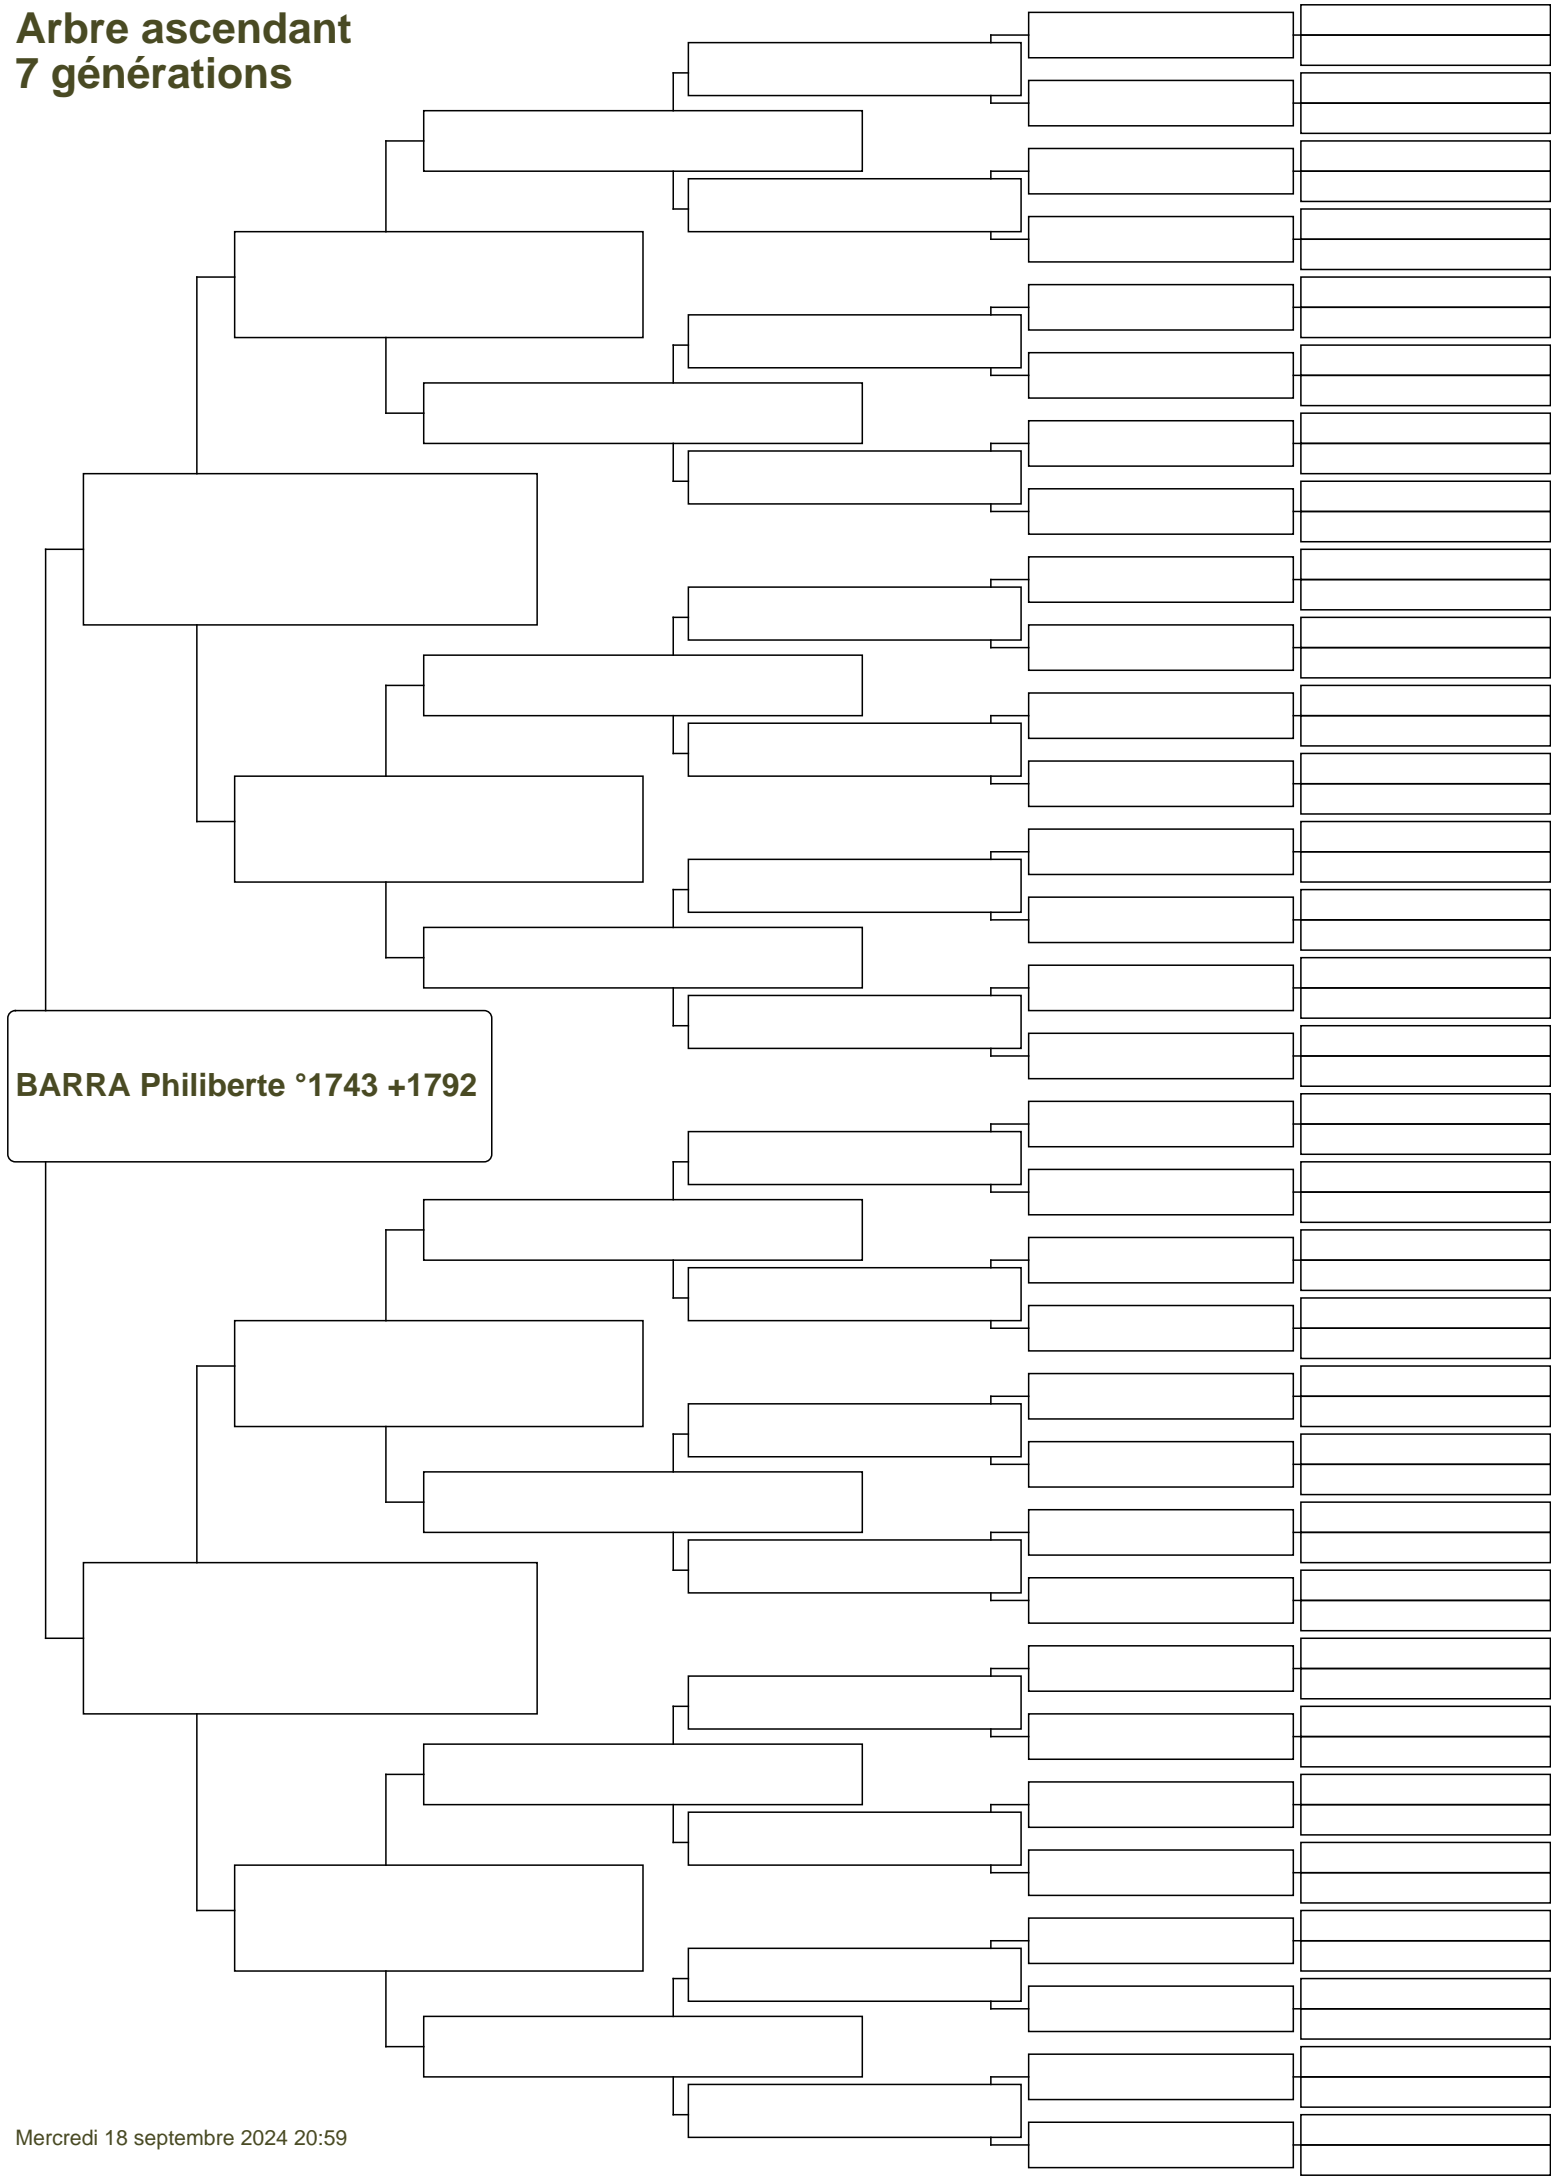 Arbre ascendant
7 générations
BARRA Philiberte °1743 +1792
Mercredi 18 septembre 2024 20:59